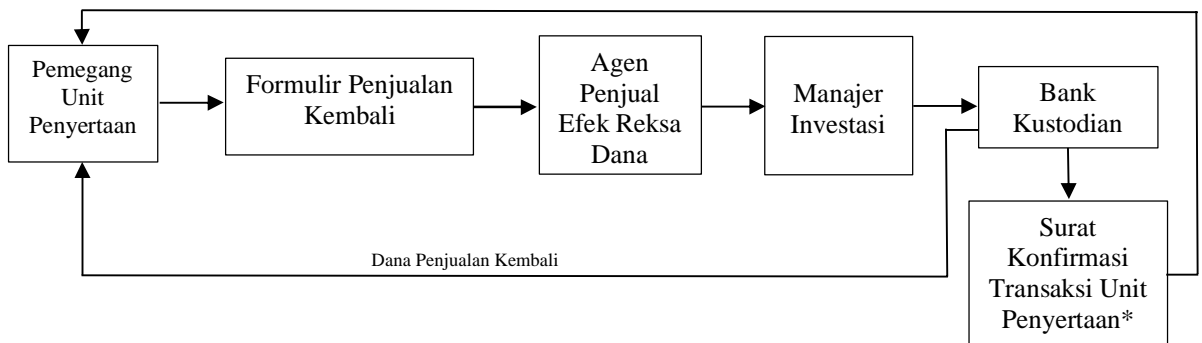 Pemegang
Unit
Penyertaan
Formulir Penjualan
Kembali
Agen
Penjual
Efek Reksa
Dana
Manajer
Investasi
Bank
Kustodian
Surat
Konfirmasi
Transaksi Unit
Penyertaan*
Dana Penjualan Kembali